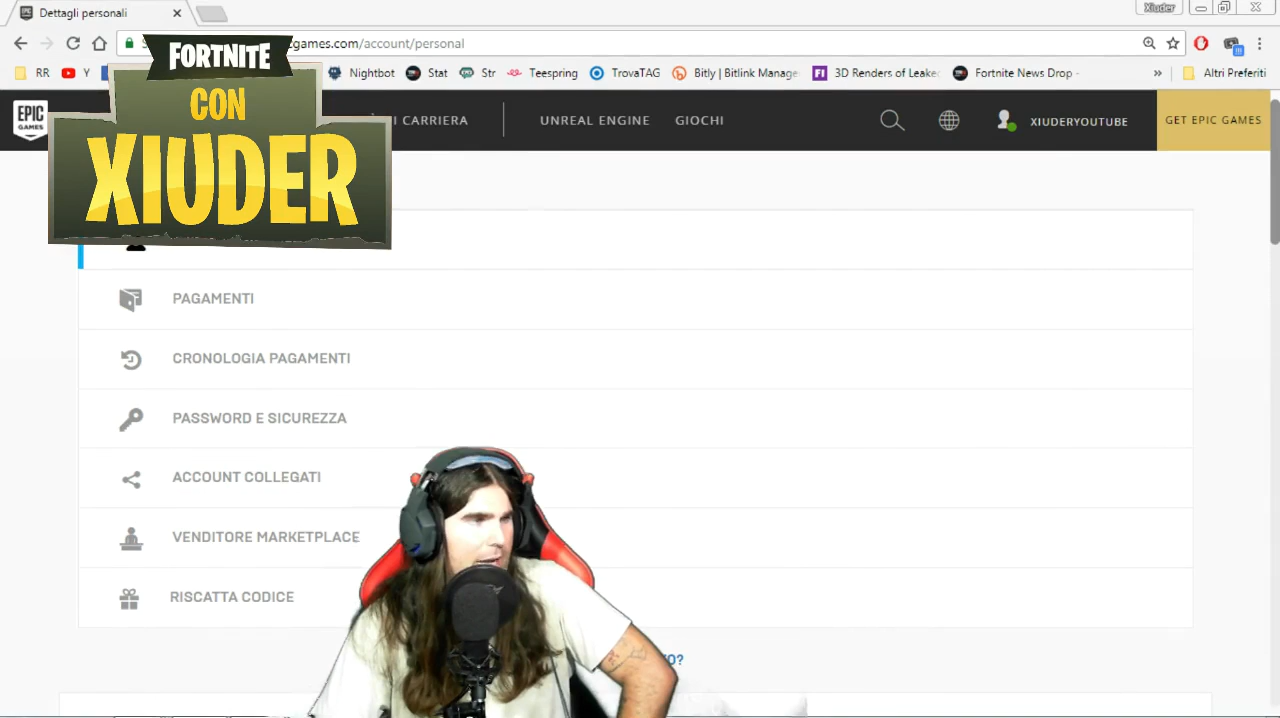 Dettagli personali
Xiuder
games.com/account/personal
RR
Y
Nightbot
Stat
Str
Teespring
TrovaTAG
Bitly | Bitlink Manage
3D Renders of Leake
Fortnite News Drop -
»
Altri Preferiti
EPIC GAMES
I CARRIERA
UNREAL ENGINE
GIOCHI
XIUDERYOUTUBE
GET EPIC GAMES
FORTNITE
CON
XIUDER
PAGAMENTI
CRONOLOGIA PAGAMENTI
PASSWORD E SICUREZZA
ACCOUNT COLLEGATI
VENDITORE MARKETPLACE
RISCATTA CODICE
O?